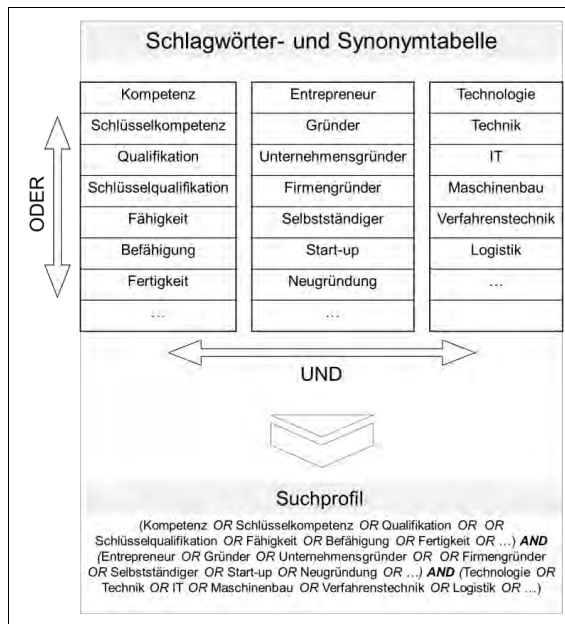 Schlagwörter- und Synonymtabelle
Kompetenz Entrepreneur Technologie
Schlüsselkompetenz Gründer Technik
Qualifikation Unternehmensgründer IT
Schlüsselqualifikation Firmengründer Maschinenbau
Fähigkeit Selbstständiger Verfahrenstechnik
Befähigung Start-up Logistik
Fertigkeit Neugründung ...
... ...
ODER
UND
Suchprofil
(Kompetenz OR Schlüsselkompetenz OR Qualifikation OR OR
Schlüsselqualifikation OR Fähigkeit OR Befähigung OR Fertigkeit OR ...) AND
(Entrepreneur OR Gründer OR Unternehmensgründer OR OR Firmengründer
OR Selbstständiger OR Start-up OR Neugründung OR ...) AND (Technologie OR
Technik OR IT OR Maschinenbau OR Verfahrenstechnik OR Logistik OR ...)